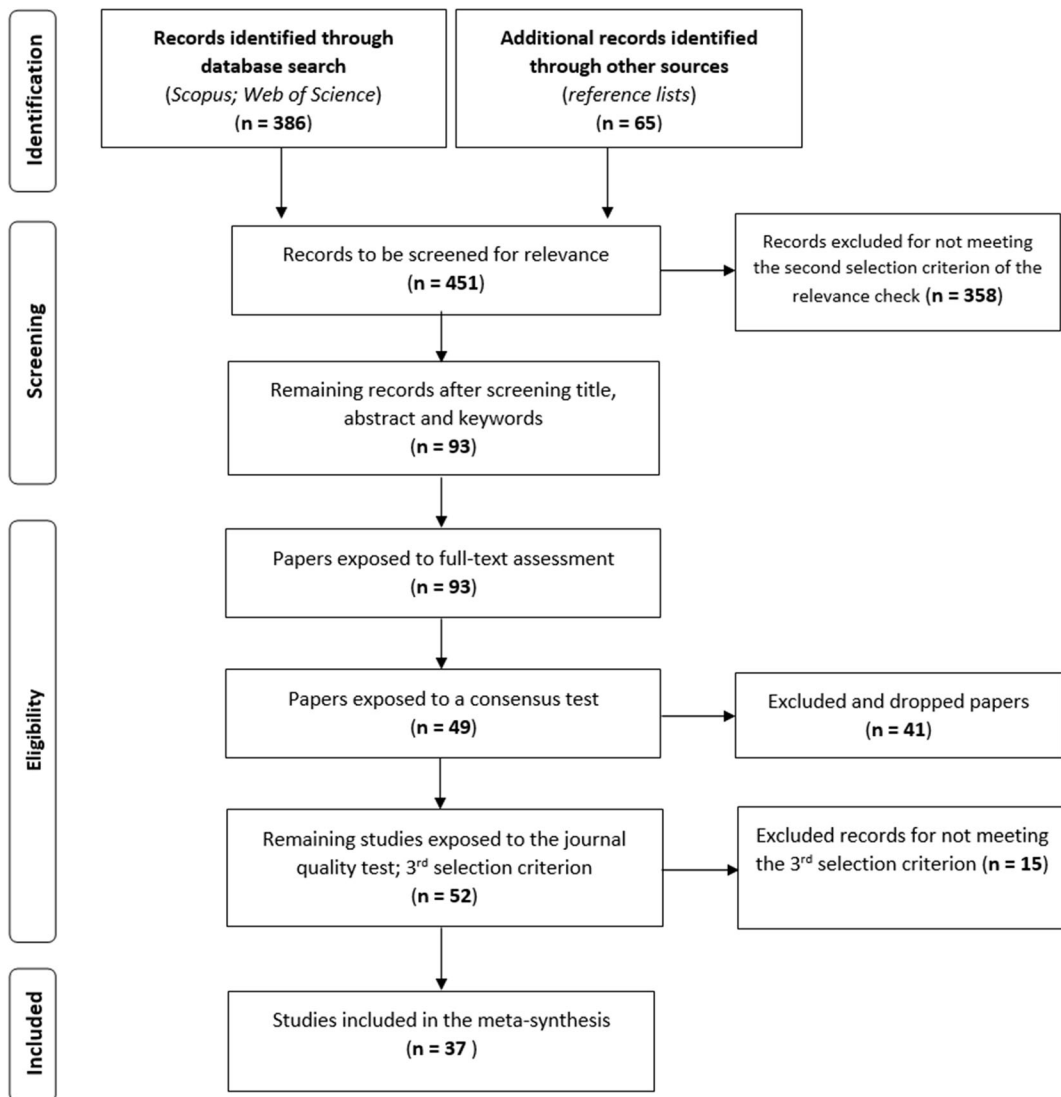 Identification
Records identified through
database search
(Scopus; Web of Science)
(n = 386)
Additional records identified
through other sources
(reference lists)
(n = 65)
Screening
Records to be screened for relevance
(n = 451)
Records excluded for not meeting
the second selection criterion of the
relevance check (n = 358)
Remaining records after screening title,
abstract and keywords
(n = 93)
Eligibility
Papers exposed to full-text assessment
(n = 93)
Papers exposed to a consensus test
(n = 49)
Excluded and dropped papers
(n = 41)
Remaining studies exposed to the journal
quality test; 3rd selection criterion
(n = 52)
Excluded records for not meeting
the 3rd selection criterion (n = 15)
Included
Studies included in the meta-synthesis
(n = 37 )